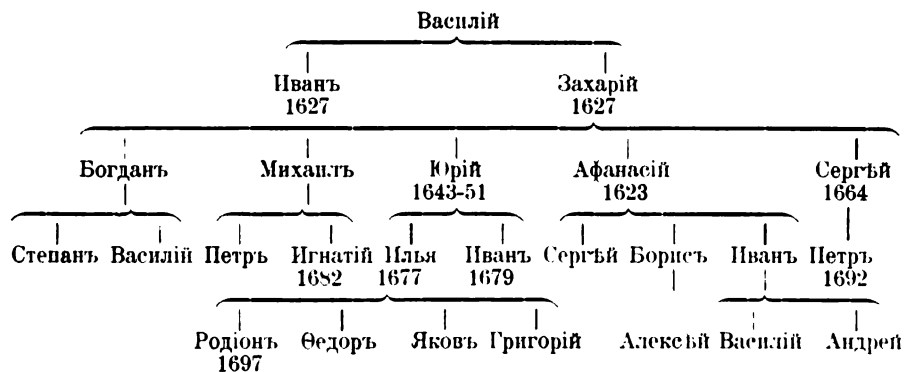 Василій
Иванъ Захарій
1627 1627
Богданъ Михаилъ Юрій Афанасій Сергѣй
1643-51 1623 1664
Степанъ Василій Петръ Игнатій Илья Иванъ Сергѣй Борисъ Иванъ Петръ
1682 1677 1679 1692
Родіонъ Ѳедоръ Яковъ Григорій Алексѣй Василій Андрей
1697